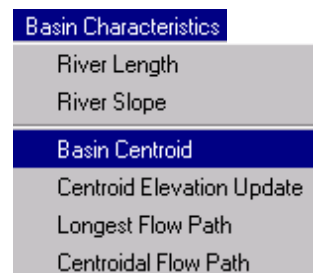 Basin Characteristics
River Length
River Slope
Basin Centroid
Centroid Elevation Update
Longest Flow Path
Centroidal Flow Path